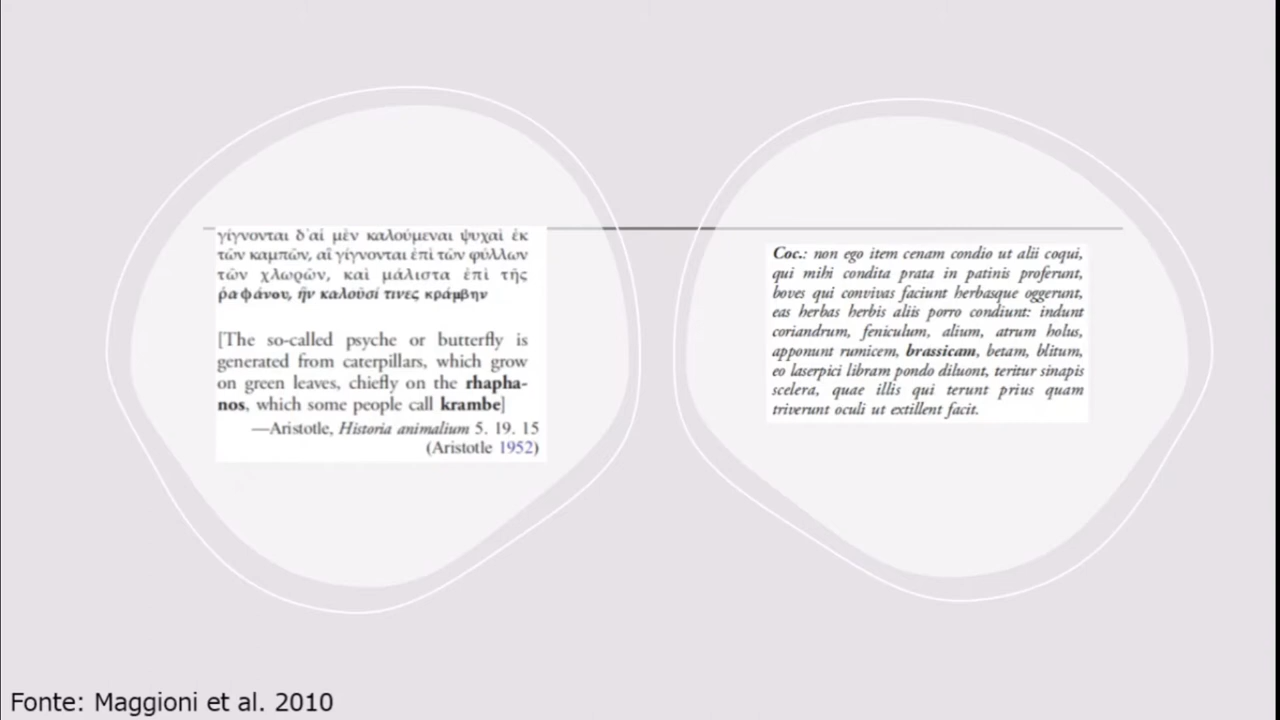 γίγνονται δ'αἱ μὲν καλούμεναι ψυχαὶ ἐκ
τῶν καμπῶν, αἳ γίγνονται ἐπὶ τῶν φύλλων
τῶν χλωρῶν, καὶ μάλιστα ἐπὶ τῆς
ῥαφάνου, ἣν καλοῦσί τινες κράμβην
[The so-called psyche or butterfly is
generated from caterpillars, which grow
on green leaves, chiefly on the rhapha-
nos, which some people call krambe]
—Aristotle, Historia animalium 5. 19. 15
(Aristotle 1952)
Coc.: non ego item cenam condio ut alii coqui,
qui mihi condita prata in patinis proferunt,
boves qui convivas faciunt herbasque oggerunt,
eas herbas herbis aliis porro condiunt: indunt
coriandrum, feniculum, alium, atrum holus,
apponunt rumicem, brassicam, betam, blitum,
eo laserpici libram pondo diluont, teritur sinapis
scelera, quae illis qui terunt prius quam
triverunt oculi ut extillent facit.
Fonte: Maggioni et al. 2010